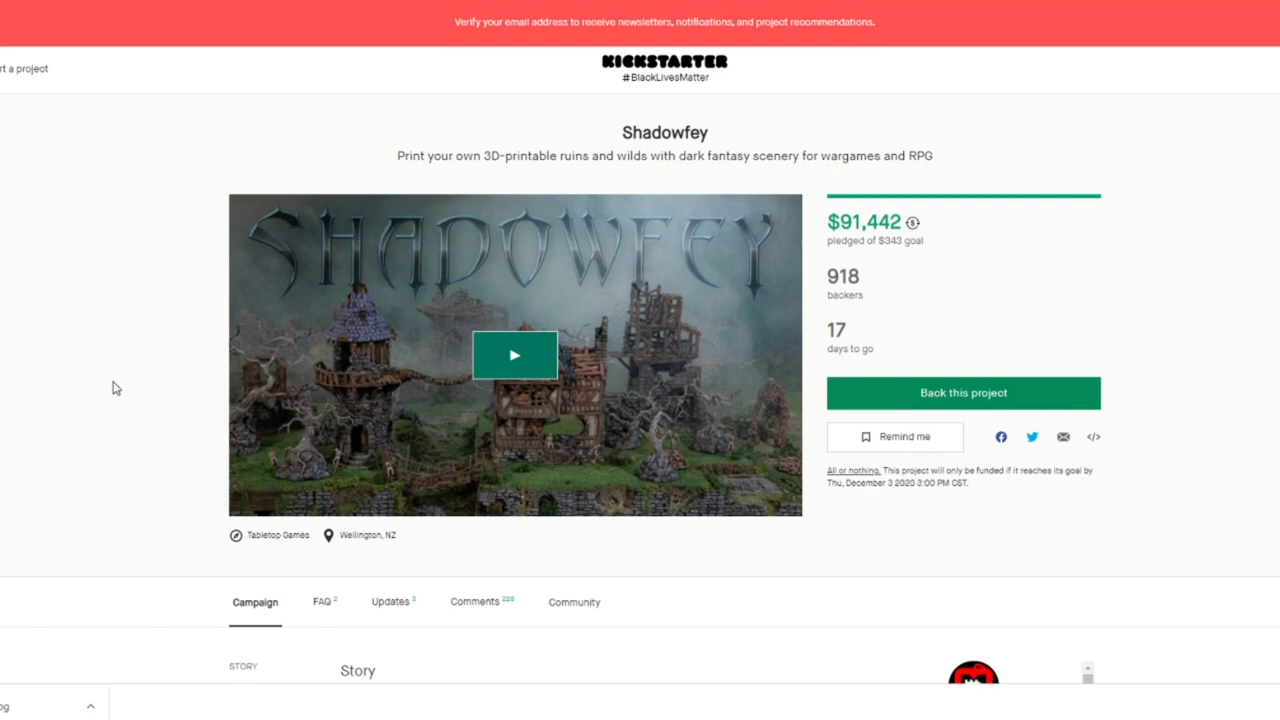 Verify your email address to receive newsletters, notifications, and project recommendations.
rt a project
KICKSTARTER
#BlackLivesMatter
Shadowfey
Print your own 3D-printable ruins and wilds with dark fantasy scenery for wargames and RPG
SHADOWFEY
$91,442
pledged of $343 goal
918
backers
17
days to go
Back this project
Remind me
All or nothing. This project will only be funded if it reaches its goal by
Thu, December 3 2020 3:00 PM CST.
Tabletop Games Wellington, NZ
Campaign FAQ 2 Updates 3 Comments 226 Community
STORY
Story
og